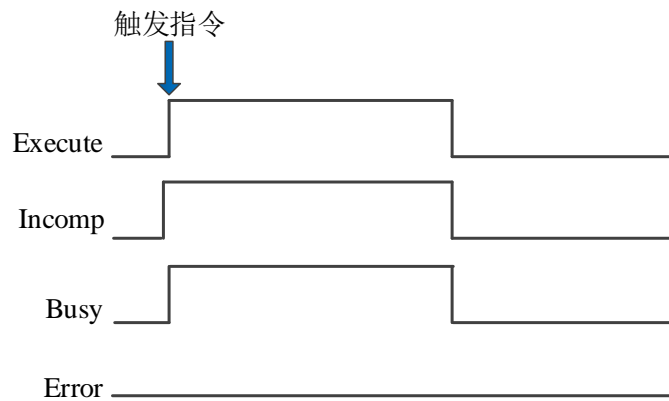 触发指令
Execute
Incomp
Busy
Error